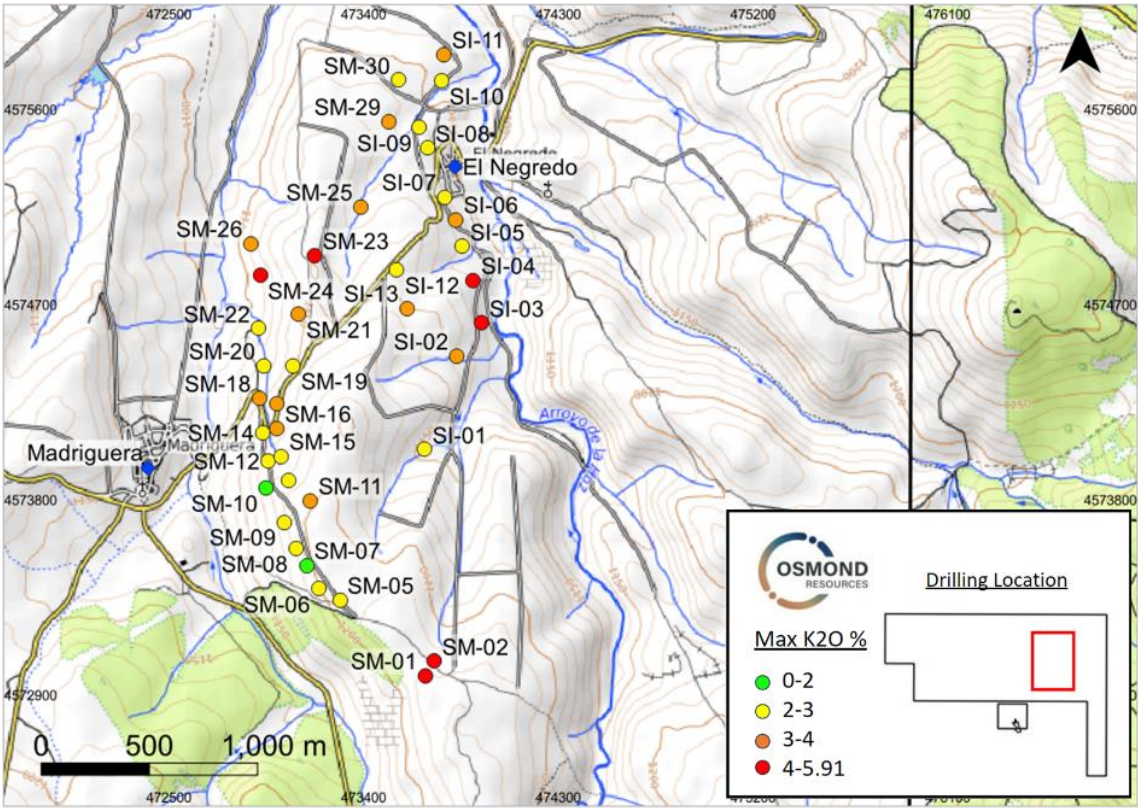 472500
473400
474300
475200
476100
SI-11
SM-30
SI-10
4575600
4575600
SM-29
SI-09
SI-08
El Negredo
El Negredo
SI-07
SM-25
SI-06
SM-26
SM-23
SI-05
SI-04
SM-24
SI-13
SI-12
4574700
4574700
SM-22
SM-21
SI-03
SM-20
SI-02
1150
SM-18
SM-19
SM-16
Arroyo de la
SM-14
SM-15
SI-01
Madriguera
Madriguera
SM-12
SM-10
SM-11
4573800
4573800
SM-09
SM-07
SM-08
SM-06
SM-05
SM-01
SM-02
4572900
OSMOND
RESOURCES
Drilling Location
Max K2O %
0-2
2-3
3-4
4-5.91
0
500
1,000 m
472500
473400
474300